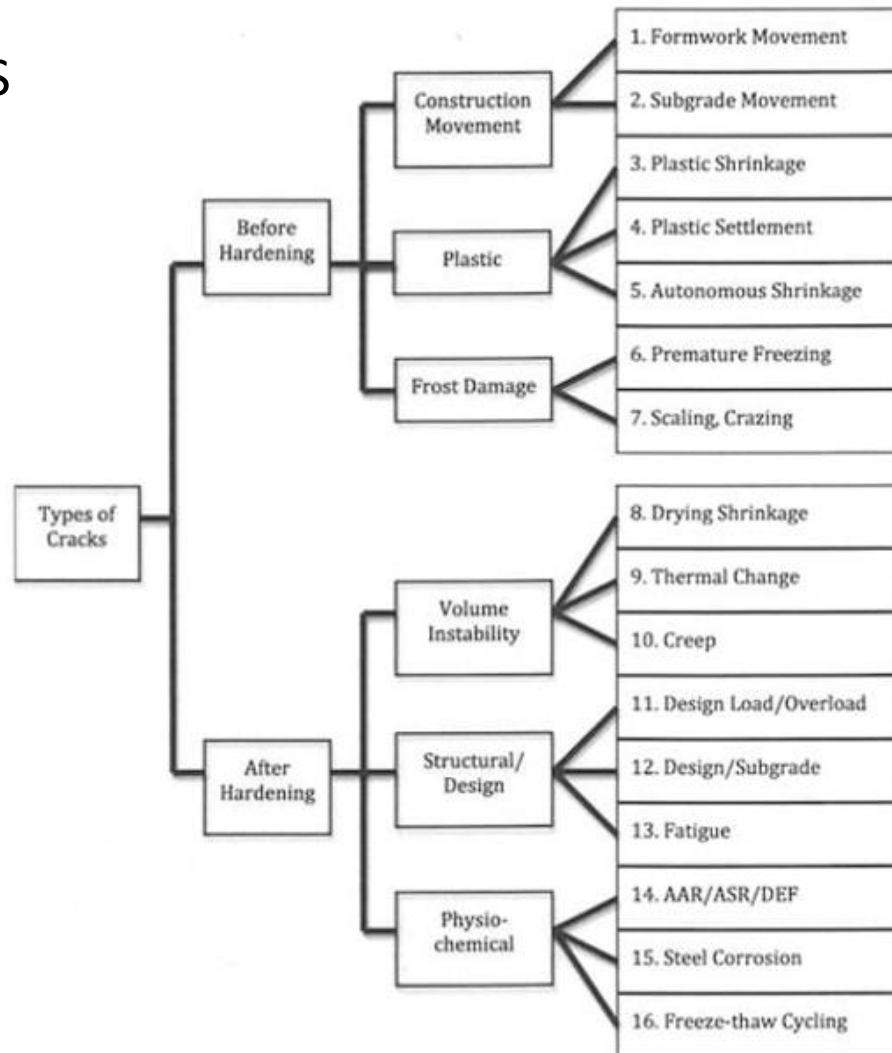 S
Types of
Cracks
Before
Hardening
After
Hardening
Construction
Movement
Plastic
Frost Damage
Volume
Instability
Structural/
Design
Physio-
chemical
1. Formwork Movement
2. Subgrade Movement
3. Plastic Shrinkage
4. Plastic Settlement
5. Autonomous Shrinkage
6. Premature Freezing
7. Scaling, Crazing
8. Drying Shrinkage
9. Thermal Change
10. Creep
11. Design Load/Overload
12. Design/Subgrade
13. Fatigue
14. AAR/ASR/DEF
15. Steel Corrosion
16. Freeze-thaw Cycling